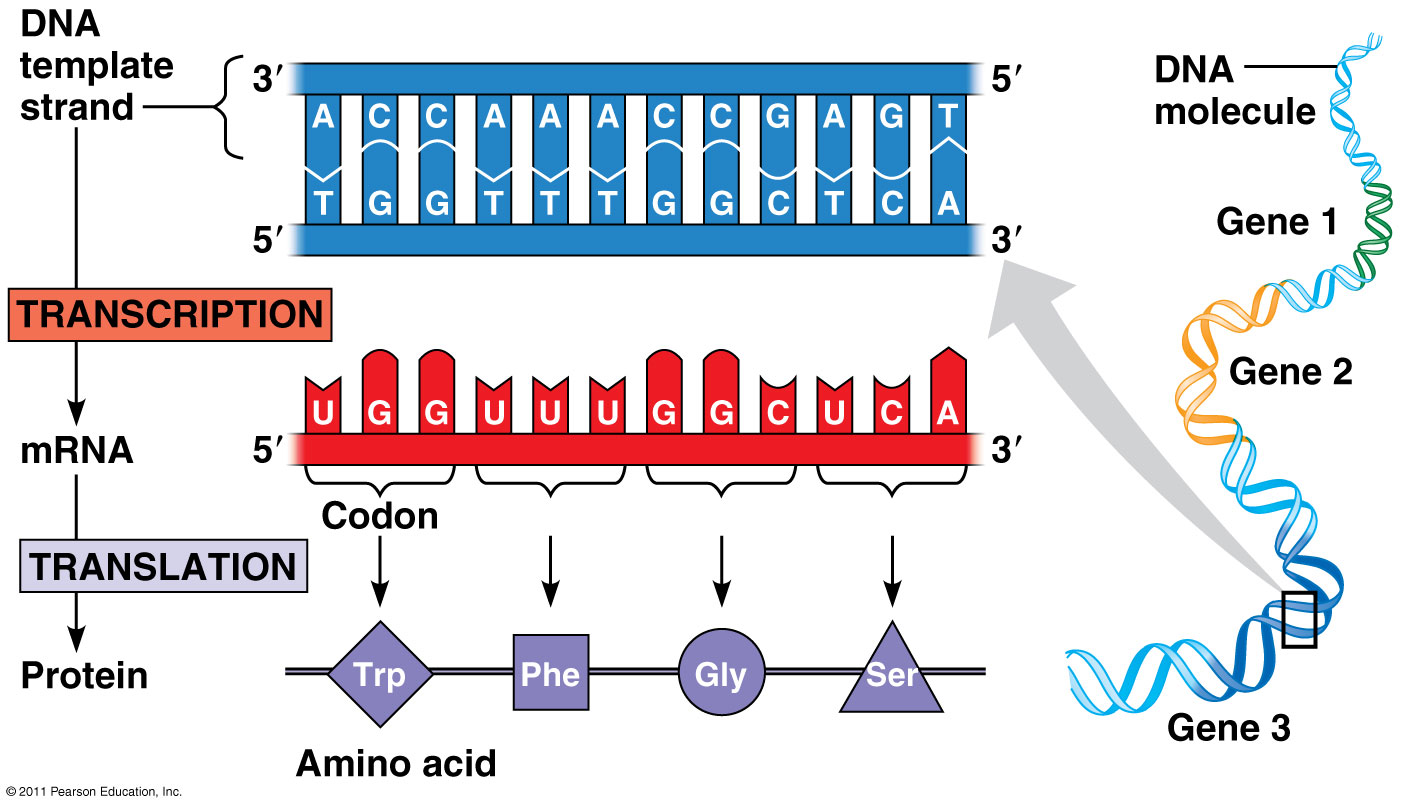 DNA
template
strand
3′ 5′
A C C A A A C C G A G T
T G G T T T G G C T C A
5′ 3′
TRANSCRIPTION
U G G U U U G G C U C A
mRNA
5′ 3′
Codon
TRANSLATION
Protein
Trp Phe Gly Ser
Amino acid
DNA
molecule
Gene 1
Gene 2
Gene 3
© 2011 Pearson Education, Inc.